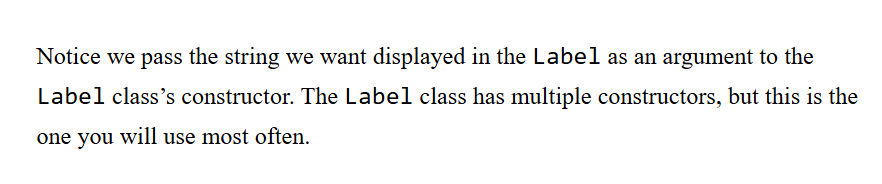 Notice we pass the string we want displayed in the Label as an argument to the
Label class’s constructor. The Label class has multiple constructors, but this is the
one you will use most often.